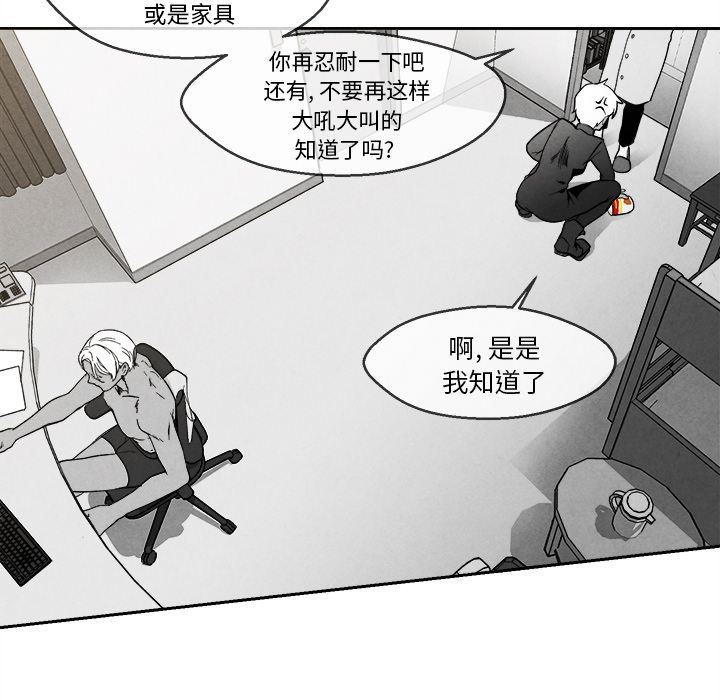 或是家具
你再忍耐一下吧
还有, 不要再这样
大吼大叫的
知道了吗?
啊, 是是
我知道了